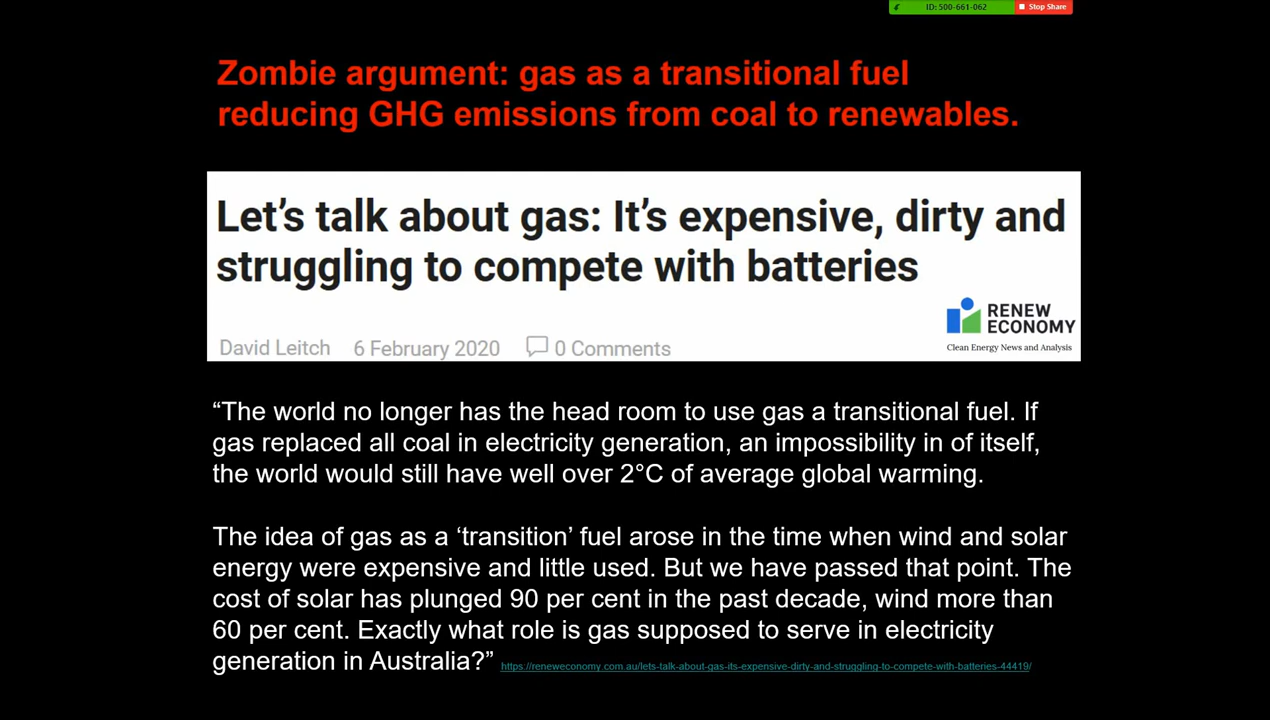 ID: 500-661-062
Stop Share
Zombie argument: gas as a transitional fuel
reducing GHG emissions from coal to renewables.
Let's talk about gas: It's expensive, dirty and
struggling to compete with batteries
RENEW
ECONOMY
Clean Energy News and Analysis
David Leitch 6 February 2020 0 Comments
“The world no longer has the head room to use gas a transitional fuel. If
gas replaced all coal in electricity generation, an impossibility in of itself,
the world would still have well over 2°C of average global warming.
The idea of gas as a ‘transition’ fuel arose in the time when wind and solar
energy were expensive and little used. But we have passed that point. The
cost of solar has plunged 90 per cent in the past decade, wind more than
60 per cent. Exactly what role is gas supposed to serve in electricity
generation in Australia?” https://reneweconomy.com.au/lets-talk-about-gas-its-expensive-dirty-and-struggling-to-compete-with-batteries-44419/